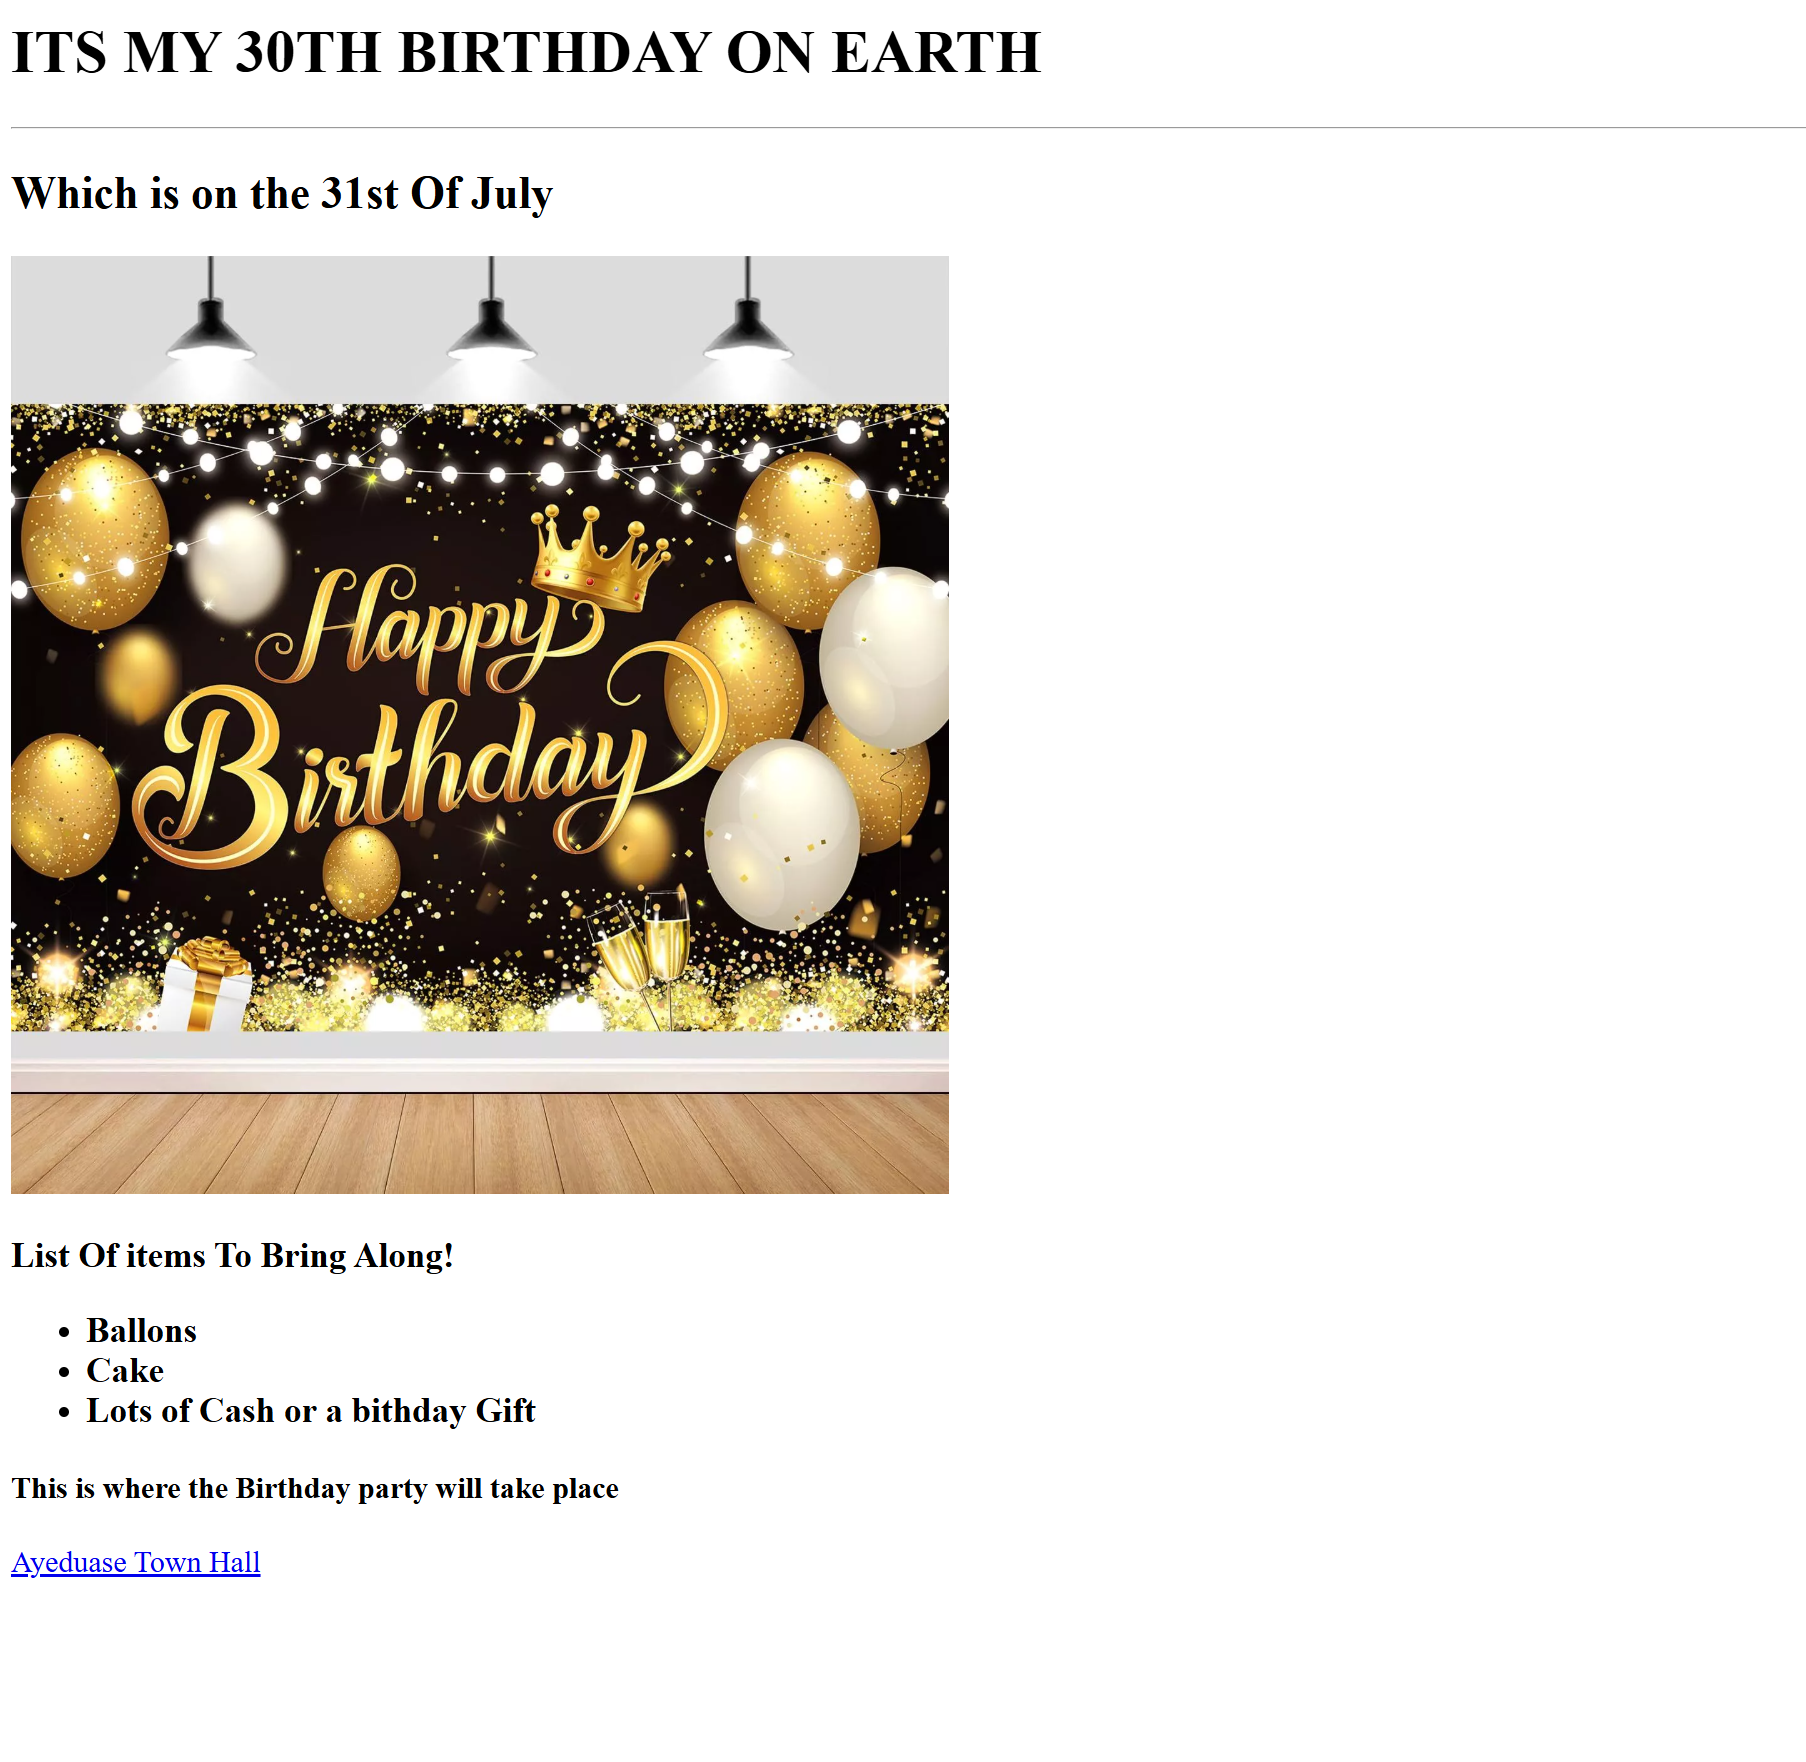 ITS MY 30TH BIRTHDAY ON EARTH
Which is on the 31st Of July
Happy
Birthday
List Of items To Bring Along!
Ballons
Cake
Lots of Cash or a bithday Gift
This is where the Birthday party will take place
Ayeduase Town Hall